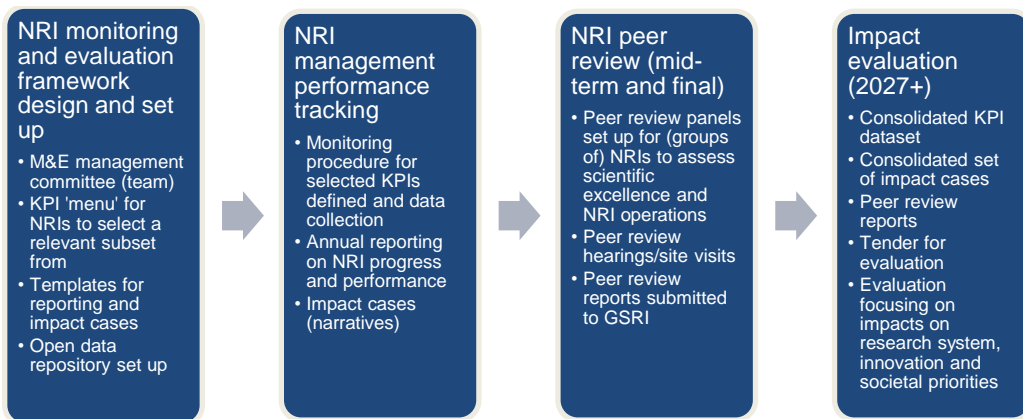 NRI monitoring
and evaluation
framework
design and set
up
• M&E management
committee (team)
• KPI 'menu' for
NRIs to select a
relevant subset
from
• Templates for
reporting and
impact cases
• Open data
repository set up
NRI
management
performance
tracking
• Monitoring
procedure for
selected KPIs
defined and data
collection
• Annual reporting
on NRI progress
and performance
• Impact cases
(narratives)
NRI peer
review (mid-
term and final)
• Peer review panels
set up for (groups
of) NRIs to assess
scientific
excellence and
NRI operations
• Peer review
hearings/site visits
• Peer review
reports submitted
to GSRI
Impact
evaluation
(2027+)
• Consolidated KPI
dataset
• Consolidated set
of impact cases
• Peer review
reports
• Tender for
evaluation
• Evaluation
focusing on
impacts on
research system,
innovation and
societal priorities